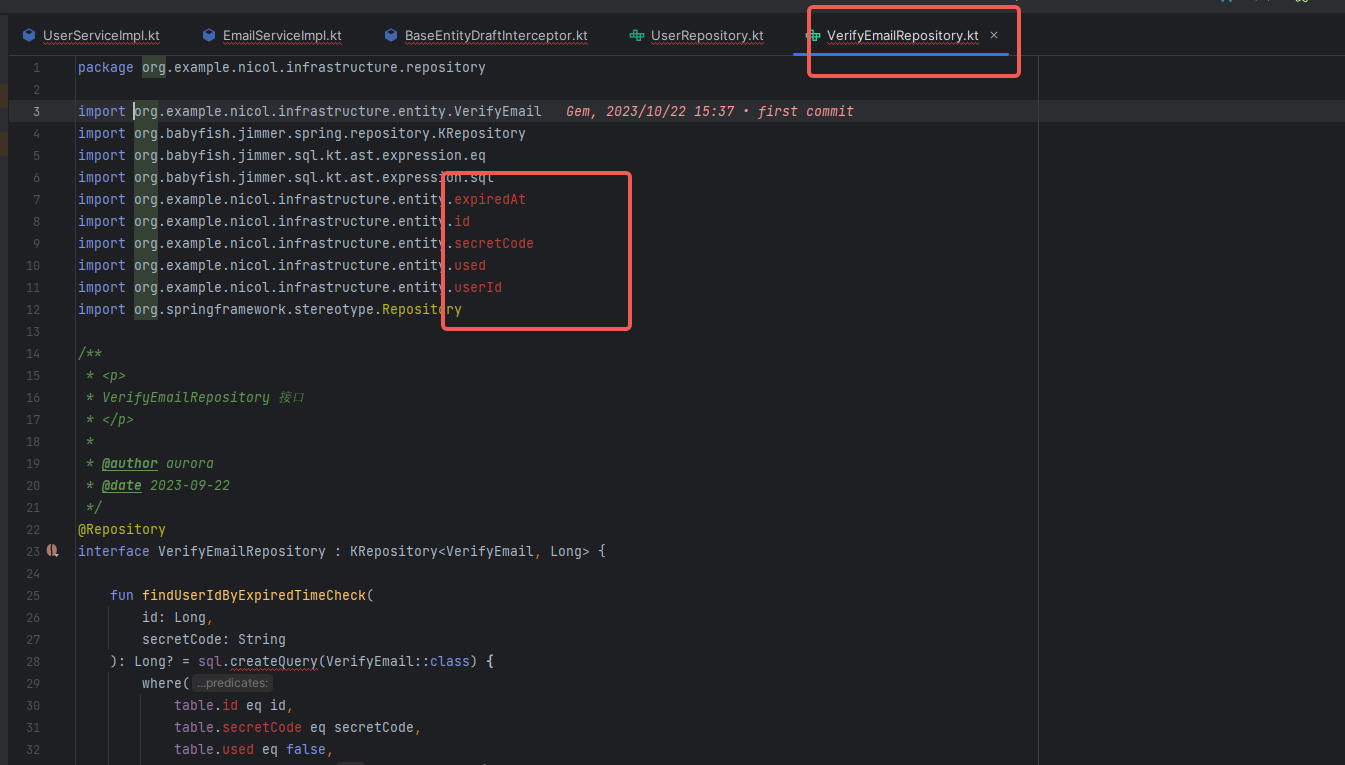 UserServiceImpl.kt EmailServiceImpl.kt BaseEntityDraftInterceptor.kt UserRepository.kt VerifyEmailRepository.kt ×
1 package org.example.nicol.infrastructure.repository
2
3 import org.example.nicol.infrastructure.entity.VerifyEmail Gem, 2023/10/22 15:37 • first commit
4 import org.babyfish.jimmer.spring.repository.KRepository
5 import org.babyfish.jimmer.sql.kt.ast.expression.eq
6 import org.babyfish.jimmer.sql.kt.ast.expression.sql
7 import org.example.nicol.infrastructure.entity.expiredAt
8 import org.example.nicol.infrastructure.entity.id
9 import org.example.nicol.infrastructure.entity.secretCode
10 import org.example.nicol.infrastructure.entity.used
11 import org.example.nicol.infrastructure.entity.userId
12 import org.springframework.stereotype.Repository
13
14 /**
15 * <p>
16 * VerifyEmailRepository 接口
17 * </p>
18 *
19 * @author aurora
20 * @date 2023-09-22
21 */
22 @Repository
23 interface VerifyEmailRepository : KRepository<VerifyEmail, Long> {
24
25 fun findUserIdByExpiredTimeCheck(
26 id: Long,
27 secretCode: String
28 ): Long? = sql.createQuery(VerifyEmail::class) {
29 where( ...predicates:
30 table.id eq id,
31 table.secretCode eq secretCode,
32 table.used eq false,